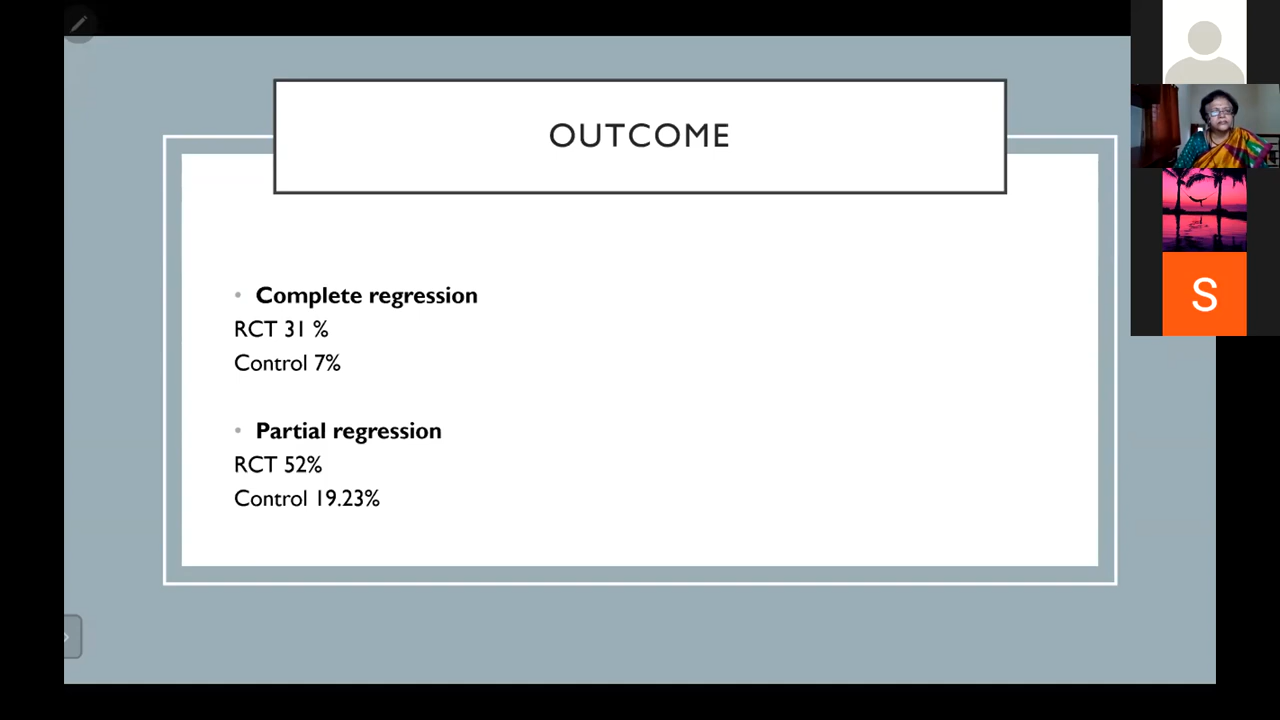 OUTCOME
• Complete regression
RCT 31 %
Control 7%
• Partial regression
RCT 52%
Control 19.23%
S